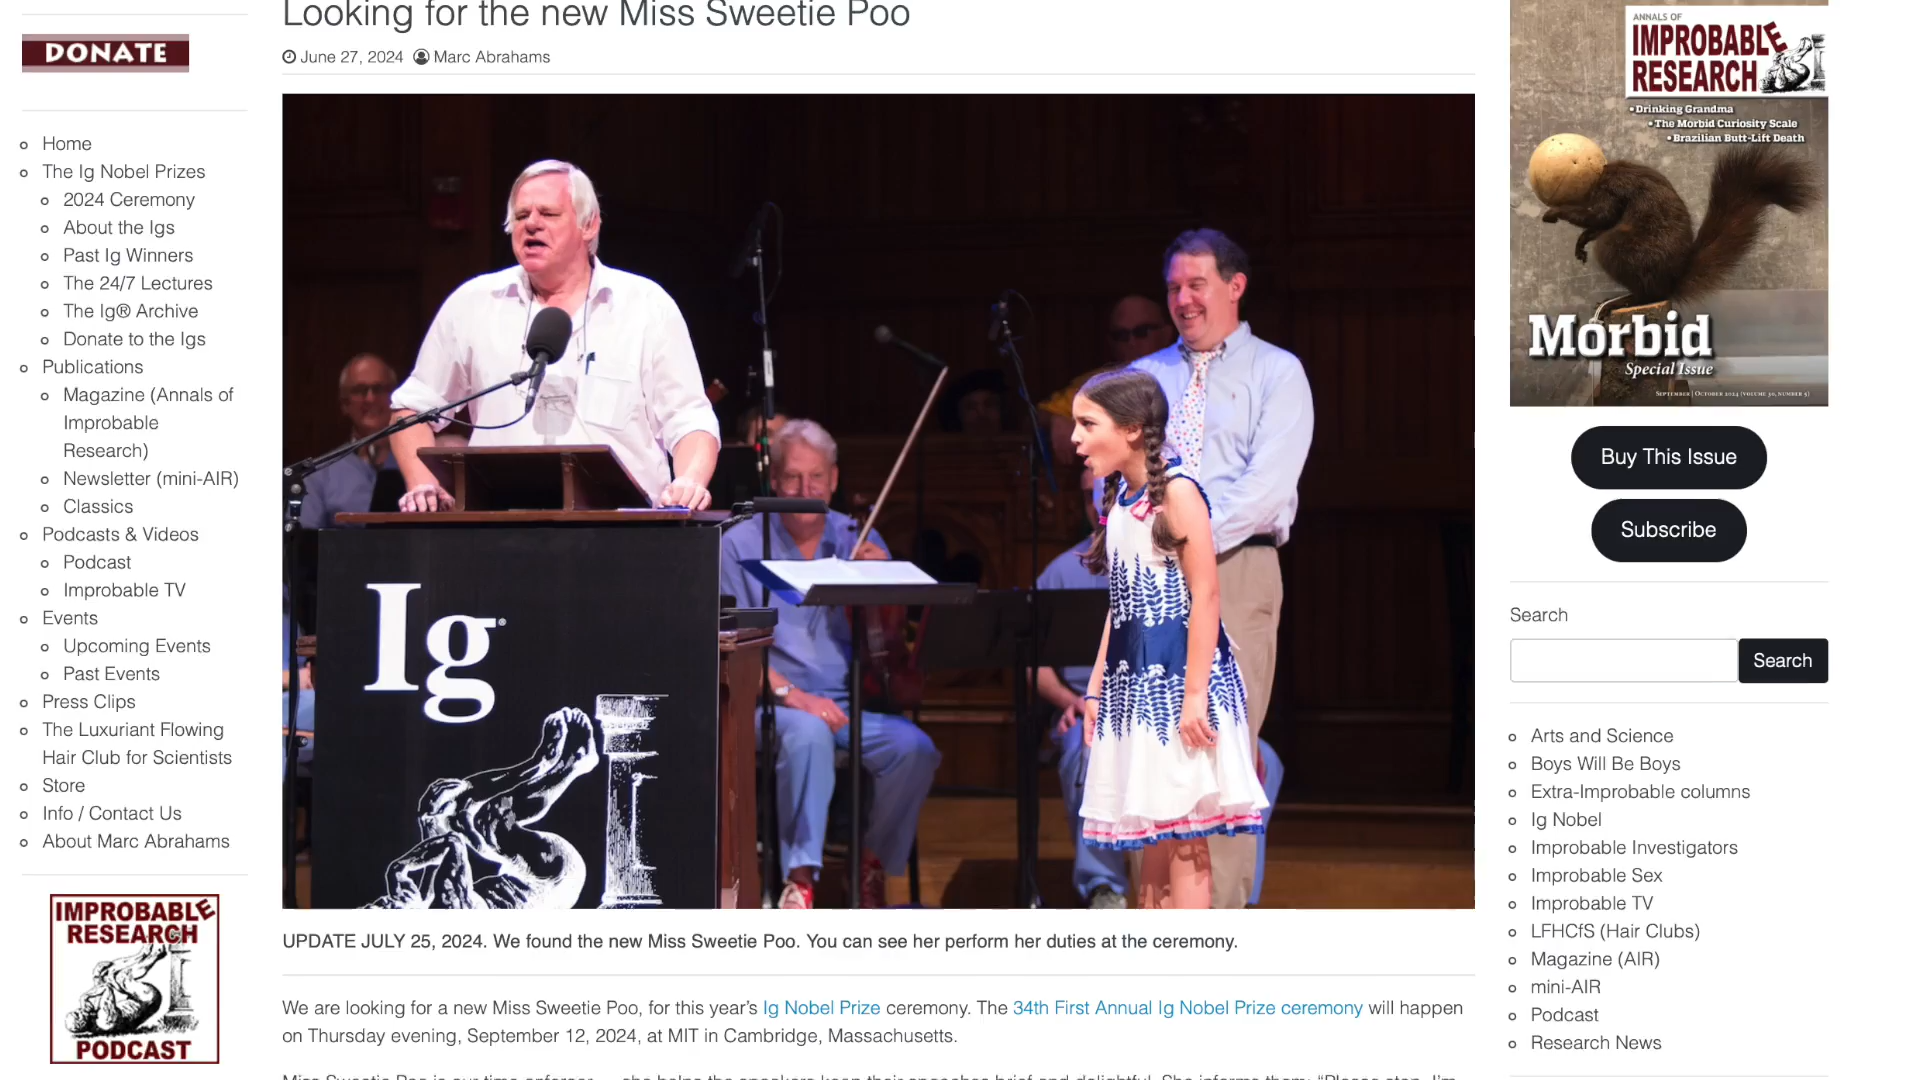 DONATE
Home
The Ig Nobel Prizes
2024 Ceremony
About the Igs
Past Ig Winners
The 24/7 Lectures
The Ig® Archive
Donate to the Igs
Publications
Magazine (Annals of
Improbable
Research)
Newsletter (mini-AIR)
Classics
Podcasts & Videos
Podcast
Improbable TV
Events
Upcoming Events
Past Events
Press Clips
The Luxuriant Flowing
Hair Club for Scientists
Store
Info / Contact Us
About Marc Abrahams
IMPROBABLE
RESEARCH
PODCAST
Looking for the new Miss Sweetie Poo
June 27, 2024 Marc Abrahams
Ig®
UPDATE JULY 25, 2024. We found the new Miss Sweetie Poo. You can see her perform her duties at the ceremony.
We are looking for a new Miss Sweetie Poo, for this year’s Ig Nobel Prize ceremony. The 34th First Annual Ig Nobel Prize ceremony will happen
on Thursday evening, September 12, 2024, at MIT in Cambridge, Massachusetts.
ANNALS OF
IMPROBABLE
RESEARCH
• Drinking Grandma
• The Morbid Curiosity Scale
• Brazilian Butt-Lift Death
Morbid
Special Issue
SEPTEMBER | OCTOBER 2024 (VOLUME 30, NUMBER 5)
Buy This Issue
Subscribe
Search
Search
Arts and Science
Boys Will Be Boys
Extra-Improbable columns
Ig Nobel
Improbable Investigators
Improbable Sex
Improbable TV
LFHCfS (Hair Clubs)
Magazine (AIR)
mini-AIR
Podcast
Research News